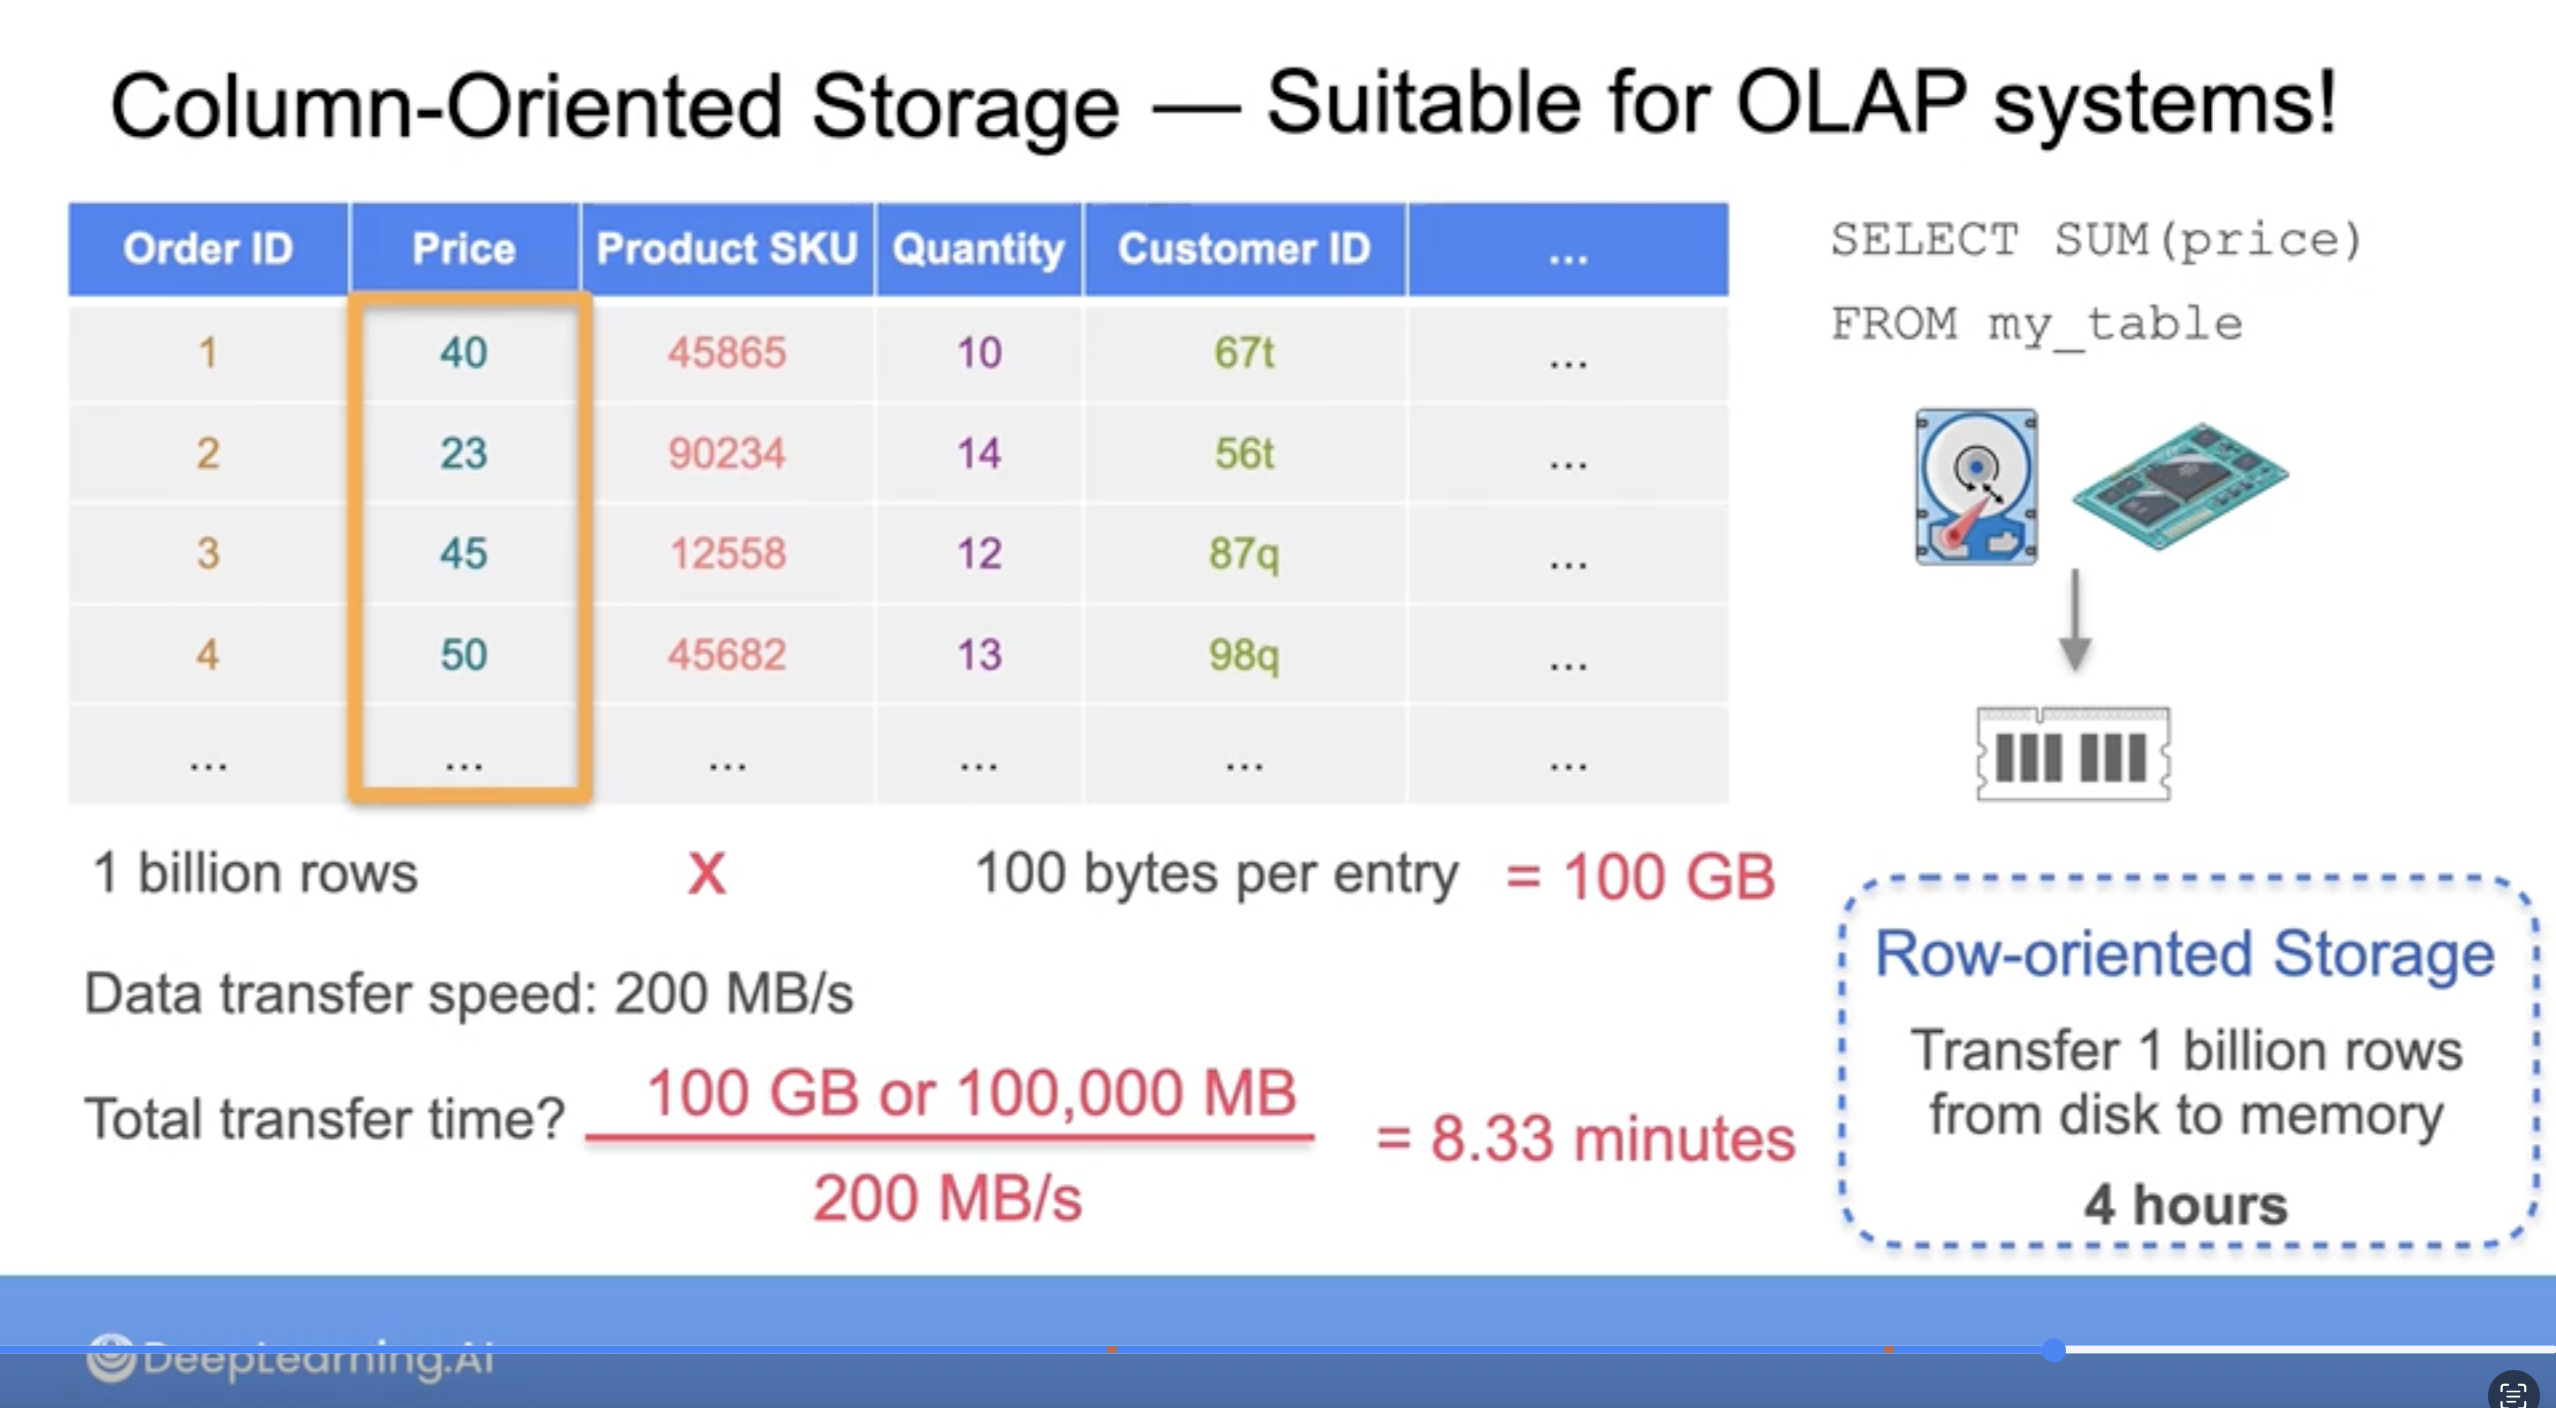 Column-Oriented Storage — Suitable for OLAP systems!
Order ID Price Product SKU Quantity Customer ID ...
1 40 45865 10 67t ...
2 23 90234 14 56t ...
3 45 12558 12 87q ...
4 50 45682 13 98q ...
... ... ... ... ... ...
SELECT SUM(price)
FROM my_table
1 billion rows X 100 bytes per entry = 100 GB
Data transfer speed: 200 MB/s
Total transfer time? 100 GB or 100,000 MB
200 MB/s
= 8.33 minutes
Row-oriented Storage
Transfer 1 billion rows
from disk to memory
4 hours
DeepLearning.AI